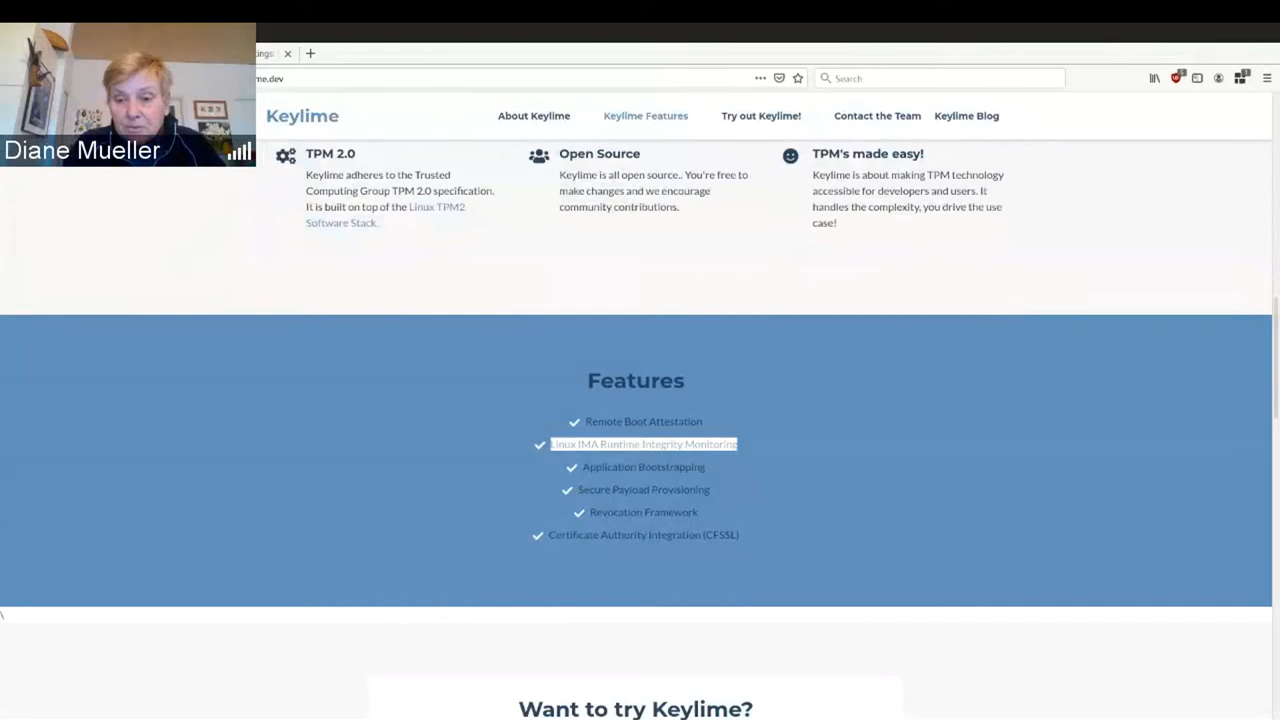 tings:
me.dev
Search
Diane Mueller
Keylime
About Keylime
Keylime Features
Try out Keylime!
Contact the Team
Keylime Blog
TPM 2.0
Keylime adheres to the Trusted
Computing Group TPM 2.0 specification.
It is built on top of the Linux TPM2
Software Stack.
Open Source
Keylime is all open source.. You're free to
make changes and we encourage
community contributions.
TPM's made easy!
Keylime is about making TPM technology
accessible for developers and users. It
handles the complexity, you drive the use
case!
Features
Remote Boot Attestation
Linux IMA Runtime Integrity Monitoring
Application Bootstrapping
Secure Payload Provisioning
Revocation Framework
Certificate Authority Integration (CFSSL)
\
Want to try Keylime?